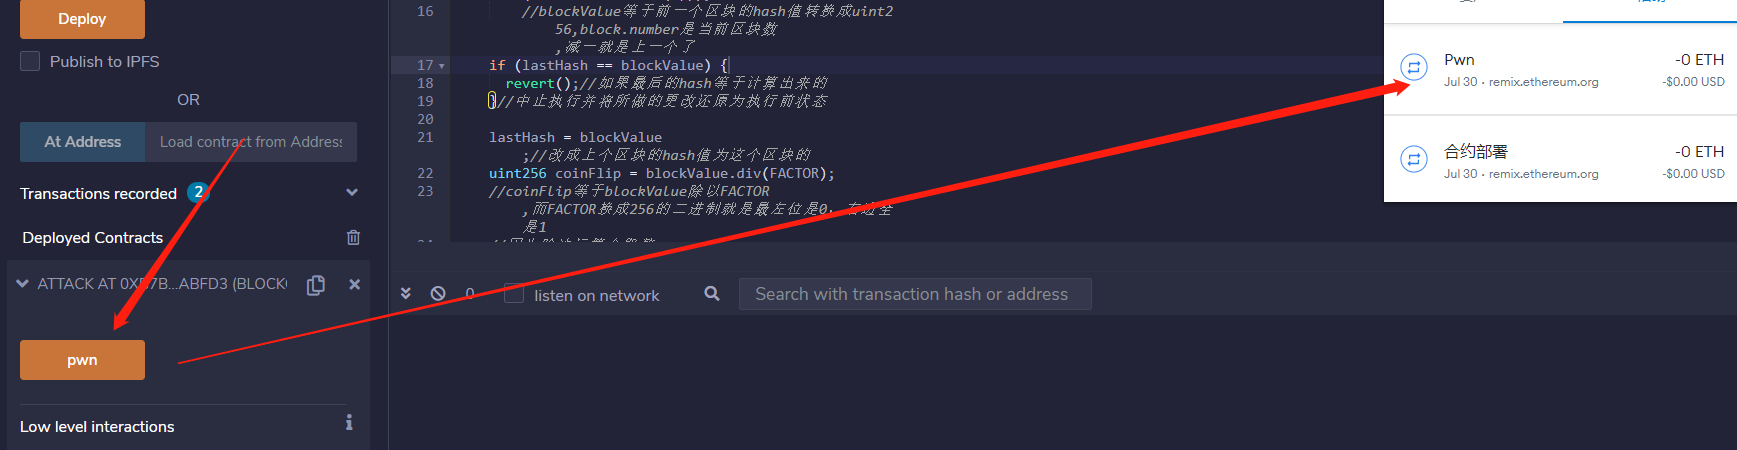 Deploy
Publish to IPFS
OR
At Address
Load contract from Address
Transactions recorded 2
Deployed Contracts
ATTACK AT 0X
7B...ABFD3 (BLOCKC
pwn
Low level interactions
16 //blockValue等于前一个区块的hash值转换成uint2
56,block.number是当前区块数
,减一就是上一个了
17 if (lastHash == blockValue) {
18 revert();//如果最后的hash等于计算出来的
19 }//中止执行并将所做的更改还原为执行前状态
20
21 lastHash = blockValue
;//改成上个区块的hash值为这个区块的
22 uint256 coinFlip = blockValue.div(FACTOR);
23 //coinFlip等于blockValue除以FACTOR
,而FACTOR换成256的二进制就是最左位是0，右边全
是1
0
listen on network
Search with transaction hash or address
Pwn
-0 ETH
Jul 30 · remix.ethereum.org
-$0.00 USD
合约部署
-0 ETH
Jul 30 · remix.ethereum.org
-$0.00 USD